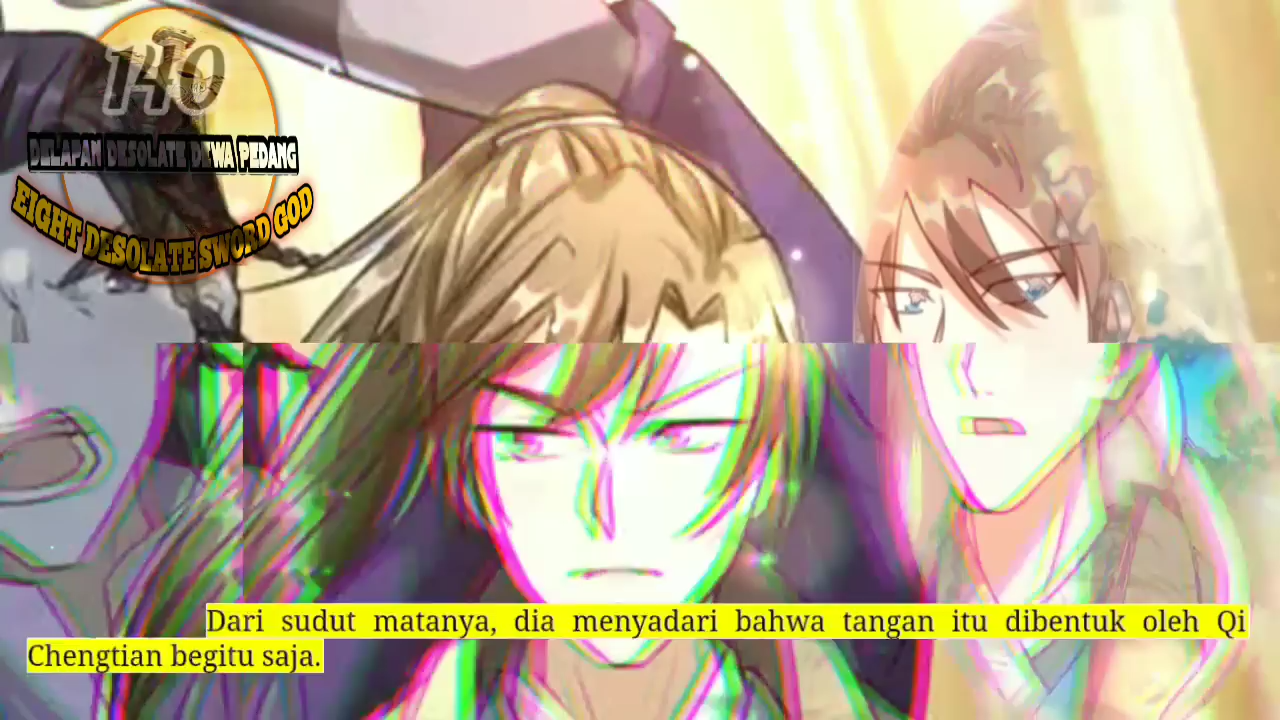 140
DELAPAN DESOLATE DEWA PEDANG
EIGHT DESOLATE SWORD GOD
Dari sudut matanya, dia menyadari bahwa tangan itu dibentuk oleh Qi
Chengtian begitu saja.